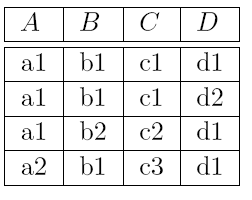 A B C D
a1 b1 c1 d1
a1 b1 c1 d2
a1 b2 c2 d1
a2 b1 c3 d1